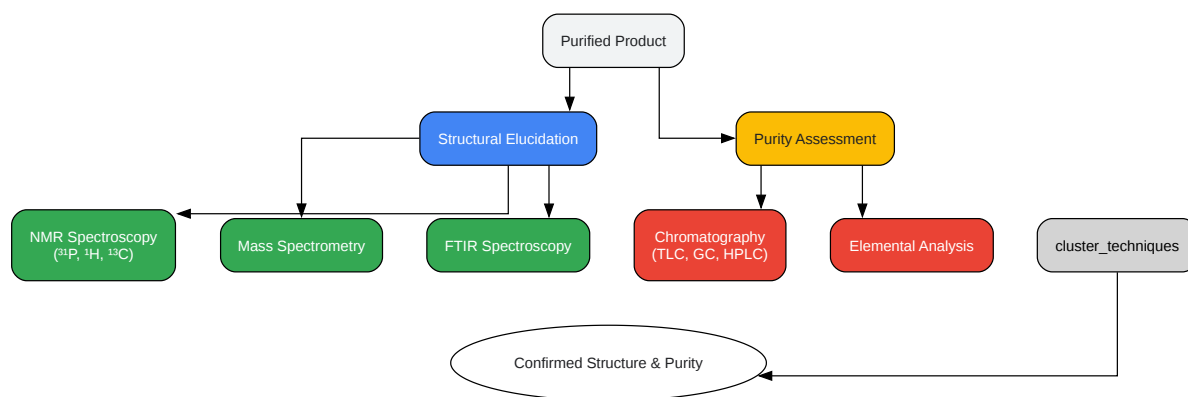 Purified Product
Structural Elucidation
Purity Assessment
NMR Spectroscopy
(³¹P, ¹H, ¹³C)
Mass Spectrometry
FTIR Spectroscopy
Chromatography
(TLC, GC, HPLC)
Elemental Analysis
cluster_techniques
Confirmed Structure & Purity